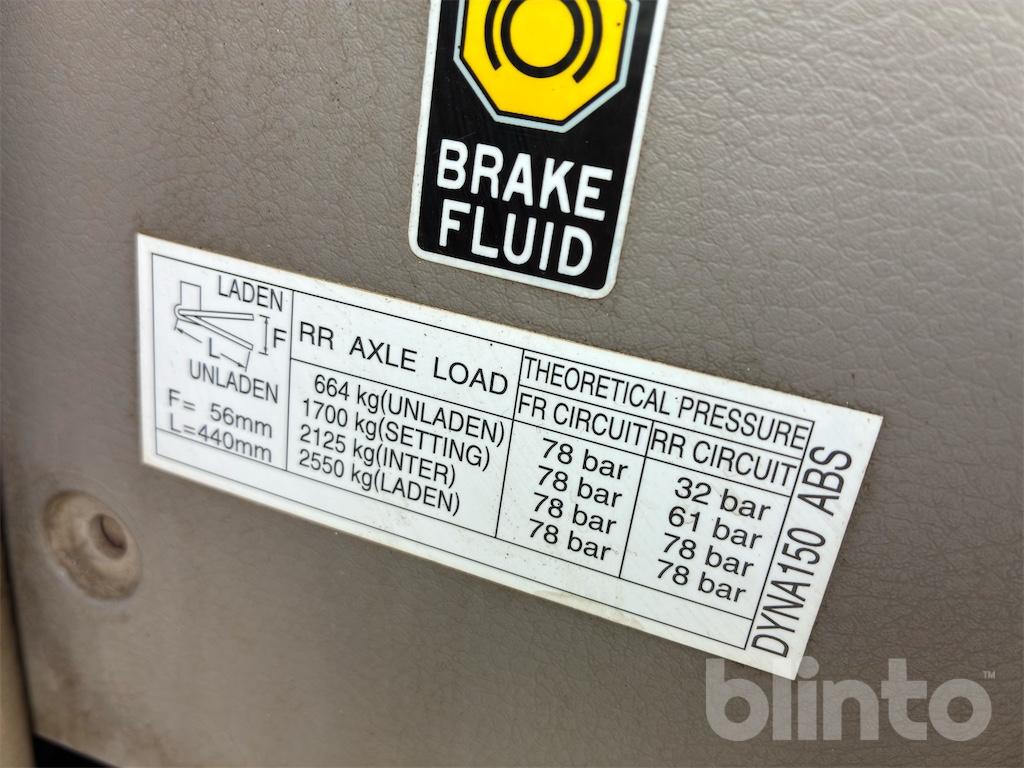 BRAKE
FLUID
LADEN
F
L
UNLADEN
F= 56mm
L=440mm
RR AXLE LOAD
664 kg(UNLADEN)
1700 kg(SETTING)
2125 kg(INTER)
2550 kg(LADEN)
THEORETICAL PRESSURE
FR CIRCUIT RR CIRCUIT
78 bar 32 bar
78 bar 61 bar
78 bar 78 bar
78 bar 78 bar
DYNA150 ABS
blinto™